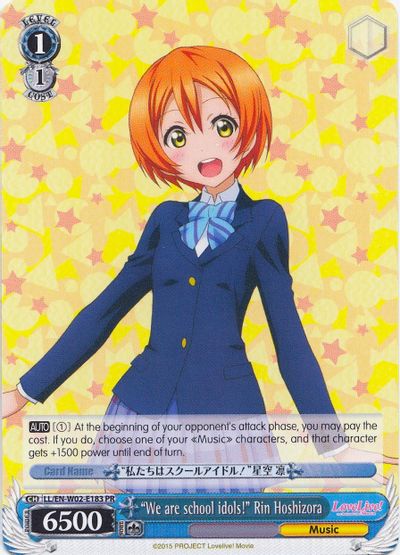 LEVEL
1
1
COST
AUTO [①] At the beginning of your opponent's attack phase, you may pay the
cost. If you do, choose one of your ≪Music≫ characters, and that character
gets +1500 power until end of turn.
Card Name
“私たちはスクールアイドル!”星空 凛
LL/EN-W02-E183 PR
6500
“We are school idols!” Rin Hoshizora
LoveLive!
Music
©2015 PROJECT Lovelive! Movie